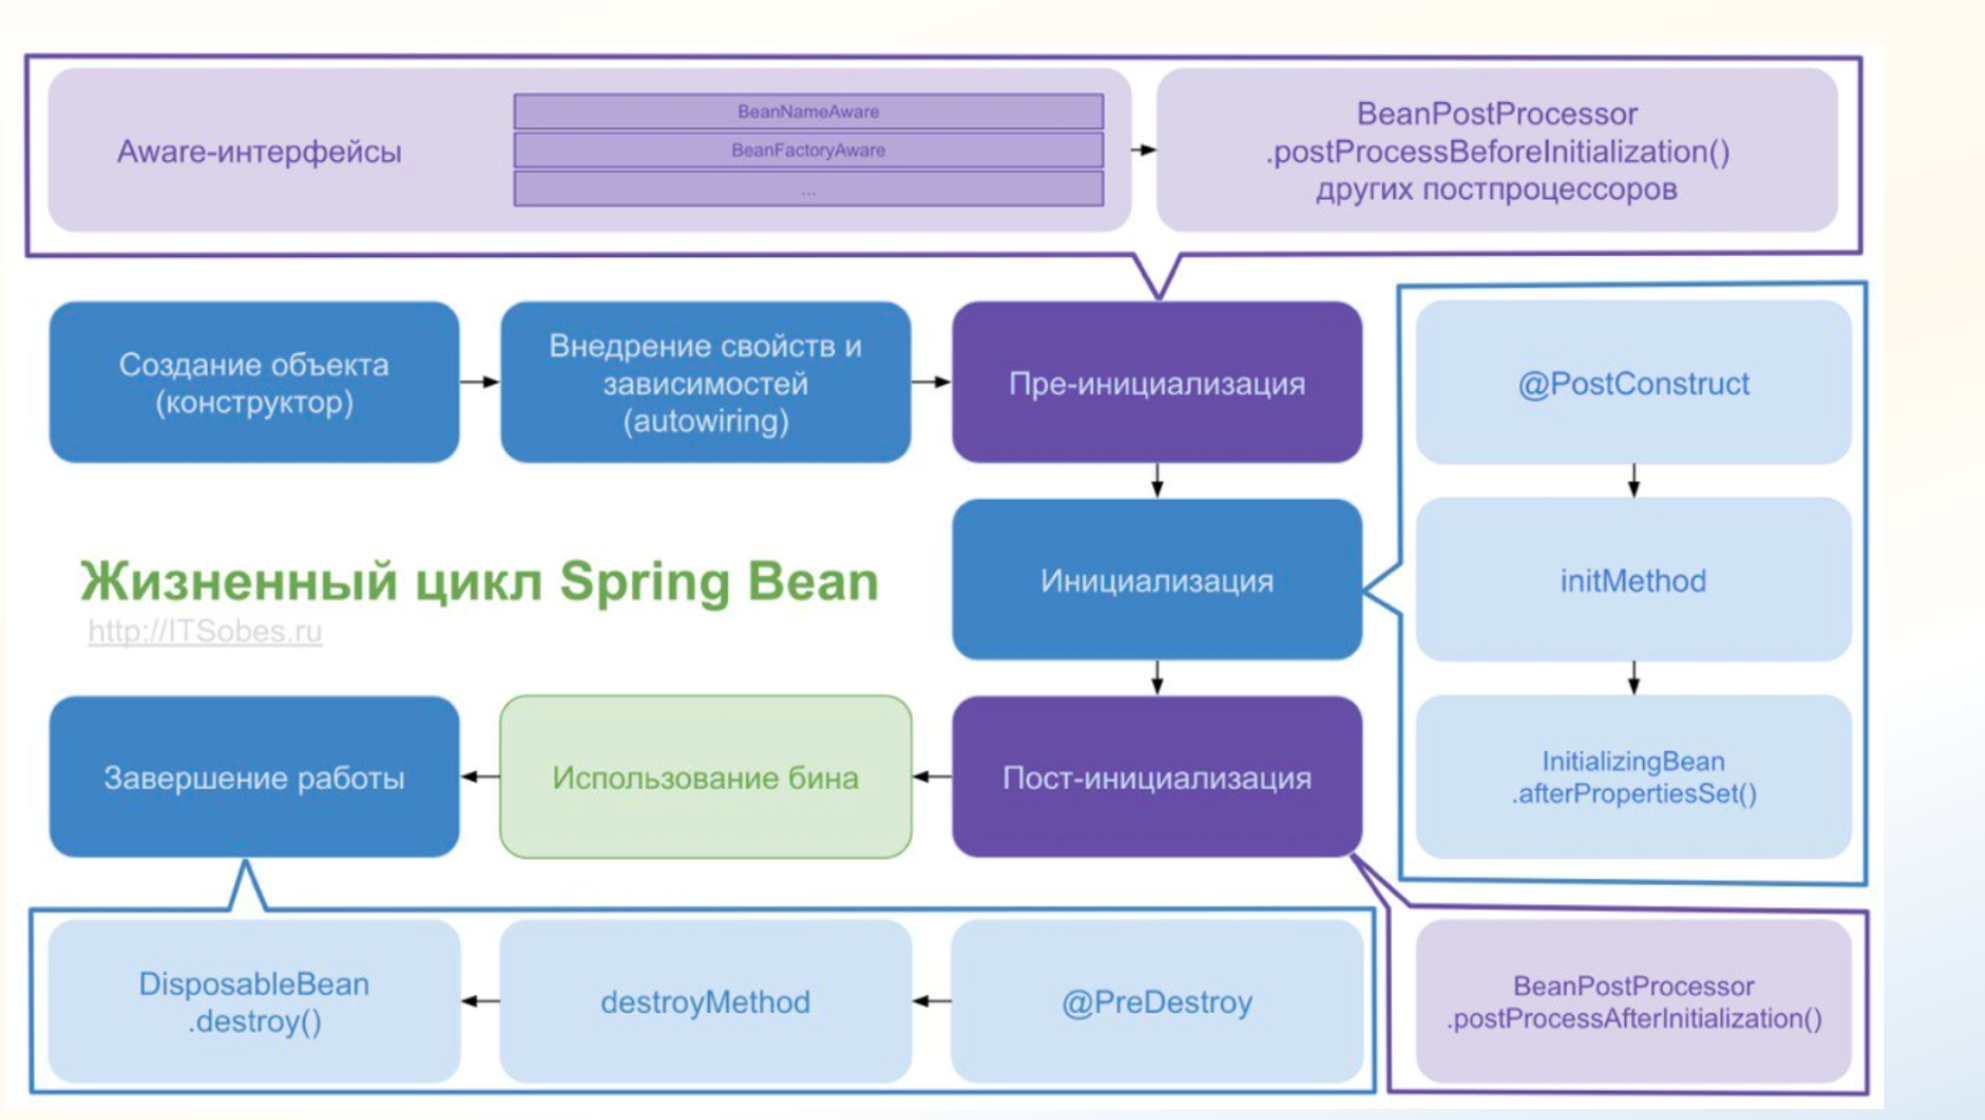 Aware-интерфейсы
BeanNameAware
BeanFactoryAware
...
BeanPostProcessor
.postProcessBeforeInitialization()
других постпроцессоров
Создание объекта
(конструктор)
Внедрение свойств и
зависимостей
(autowiring)
Пре-инициализация
@PostConstruct
Жизненный цикл Spring Bean
http://ITSobes.ru
Инициализация
initMethod
Завершение работы
Использование бина
Пост-инициализация
InitializingBean
.afterPropertiesSet()
DisposableBean
.destroy()
destroyMethod
@PreDestroy
BeanPostProcessor
.postProcessAfterInitialization()